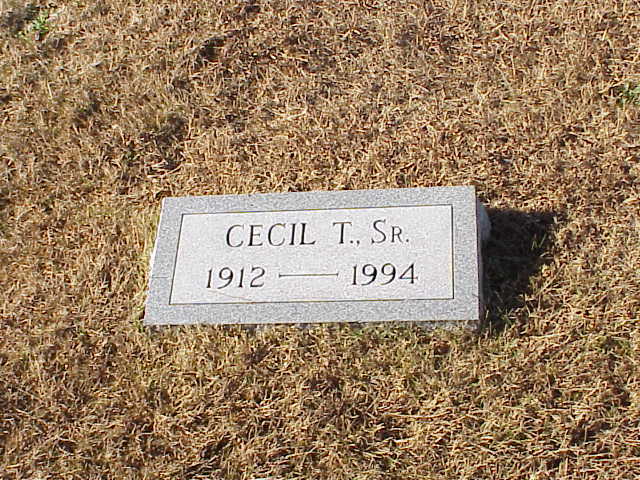 CECIL T., SR.
1912 — 1994